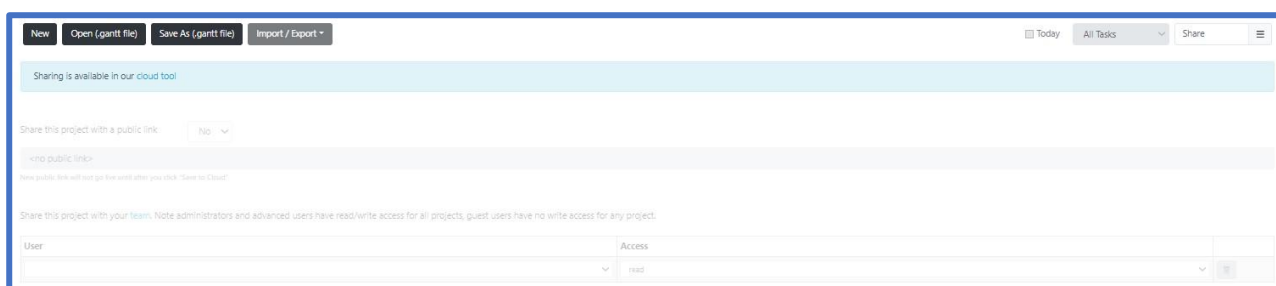 New Open (.gantt file) Save As (.gantt file) Import / Export Today All Tasks Share
Sharing is available in our cloud tool
Share this project with a public link No
<no public link>
New public link will not go live until after you click "Save to Cloud"
Share this project with your team. Note administrators and advanced users have read/write access for all projects, guest users have no write access for any project.
User Access
read